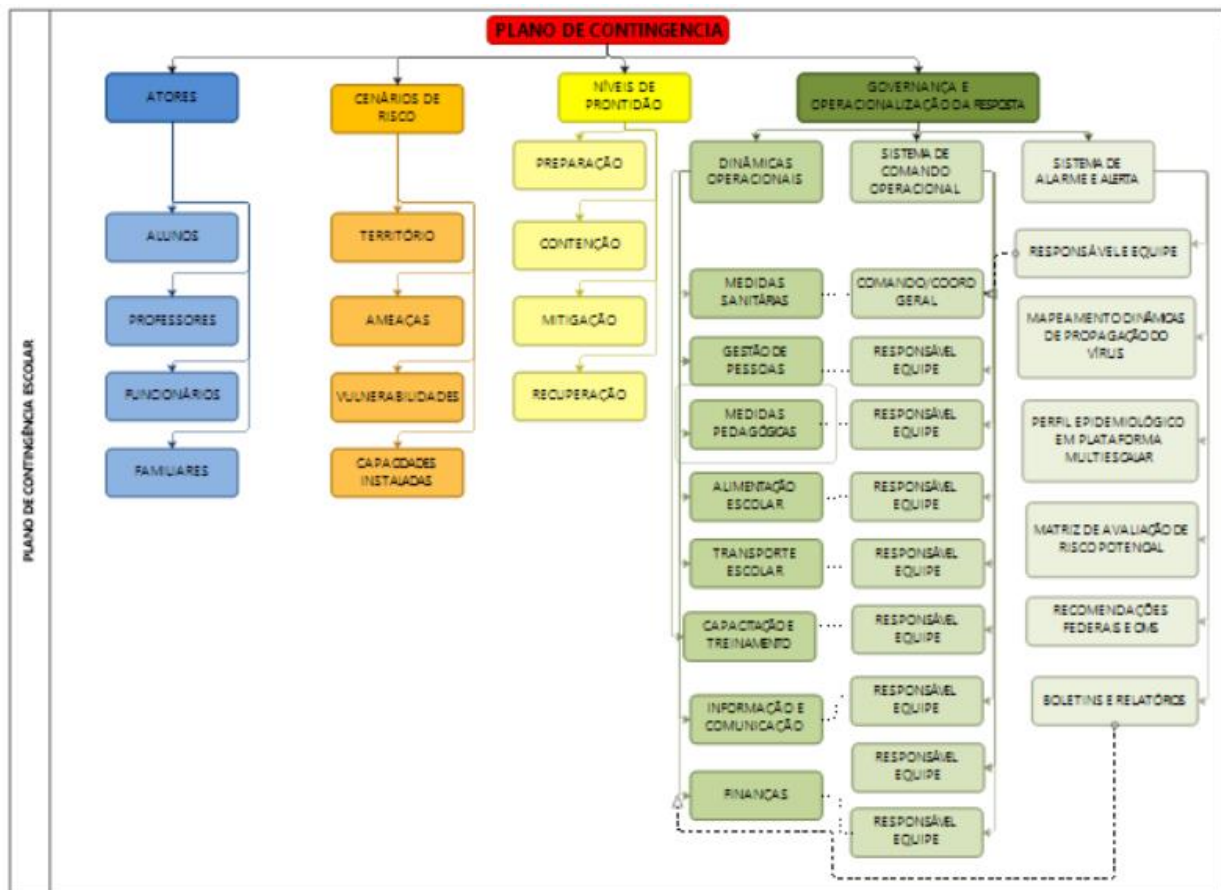 PLANO DE CONTINGÊNCIA ESCOLAR
PLANO DE CONTINGENCIA
ATORES
ALUNOS
PROFESSORES
FUNCIONÁRIOS
FAMILIARES
CENÁRIOS DE
RISCO
TERRITÓRIO
AMEAÇAS
VULNERABILIDADES
CAPACIDADES
INSTALADAS
NÍVEIS DE
PRONTIDÃO
PREPARAÇÃO
CONTENÇÃO
MITIGAÇÃO
RECUPERAÇÃO
GOVERNANÇA E
OPERACIONALIZAÇÃO DA RESPOSTA
DINÂMICAS
OPERACIONAIS
MEDIDAS
SANITÁRIAS
GESTÃO DE
PESSOAS
MEDIDAS
PEDAGÓGICAS
ALIMENTAÇÃO
ESCOLAR
TRANSPORTE
ESCOLAR
CAPACITAÇÃO E
TREINAMENTO
INFORMAÇÃO E
COMUNICAÇÃO
FINANÇAS
SISTEMA DE
COMANDO
OPERACIONAL
COMANDO/COORD
GERAL
RESPONSÁVEL
EQUIPE
RESPONSÁVEL
EQUIPE
RESPONSÁVEL
EQUIPE
RESPONSÁVEL
EQUIPE
RESPONSÁVEL
EQUIPE
RESPONSÁVEL
EQUIPE
RESPONSÁVEL
EQUIPE
RESPONSÁVEL
EQUIPE
SISTEMA DE
ALARME E ALERTA
RESPONSÁVEL E EQUIPE
MAPEAMENTO DINÂMICAS
DE PROPAGAÇÃO DO
VÍRUS
PERFIL EPIDEMIOLÓGICO
EM PLATAFORMA
MULTIESCALAR
MATRIZ DE AVALIAÇÃO DE
RISCO POTENCIAL
RECOMENDAÇÕES
FEDERAIS E OMS
BOLETINS E RELATÓRIOS